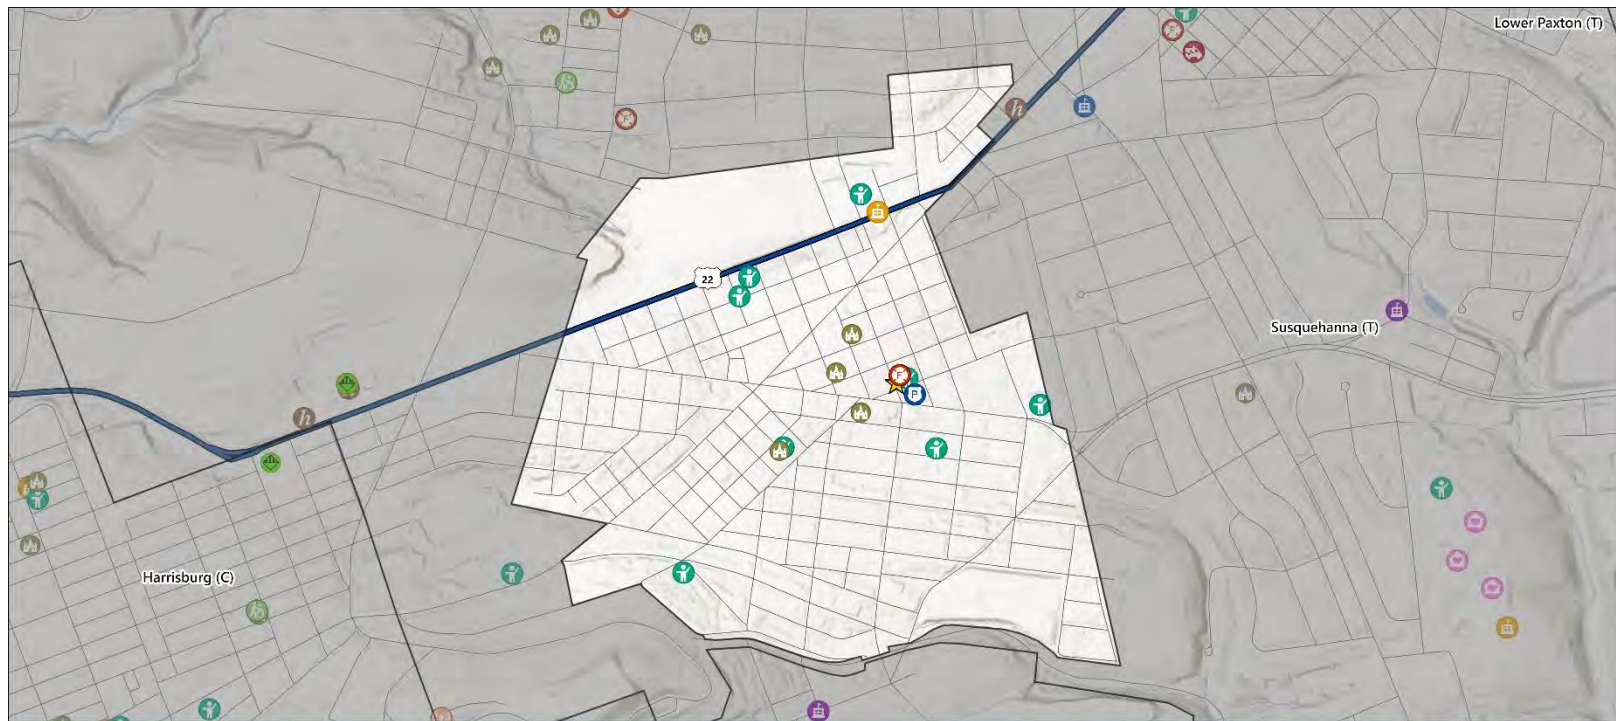 Lower Paxton (T)
h
22
Susquehanna (T)
F
P
h
Harrisburg (C)